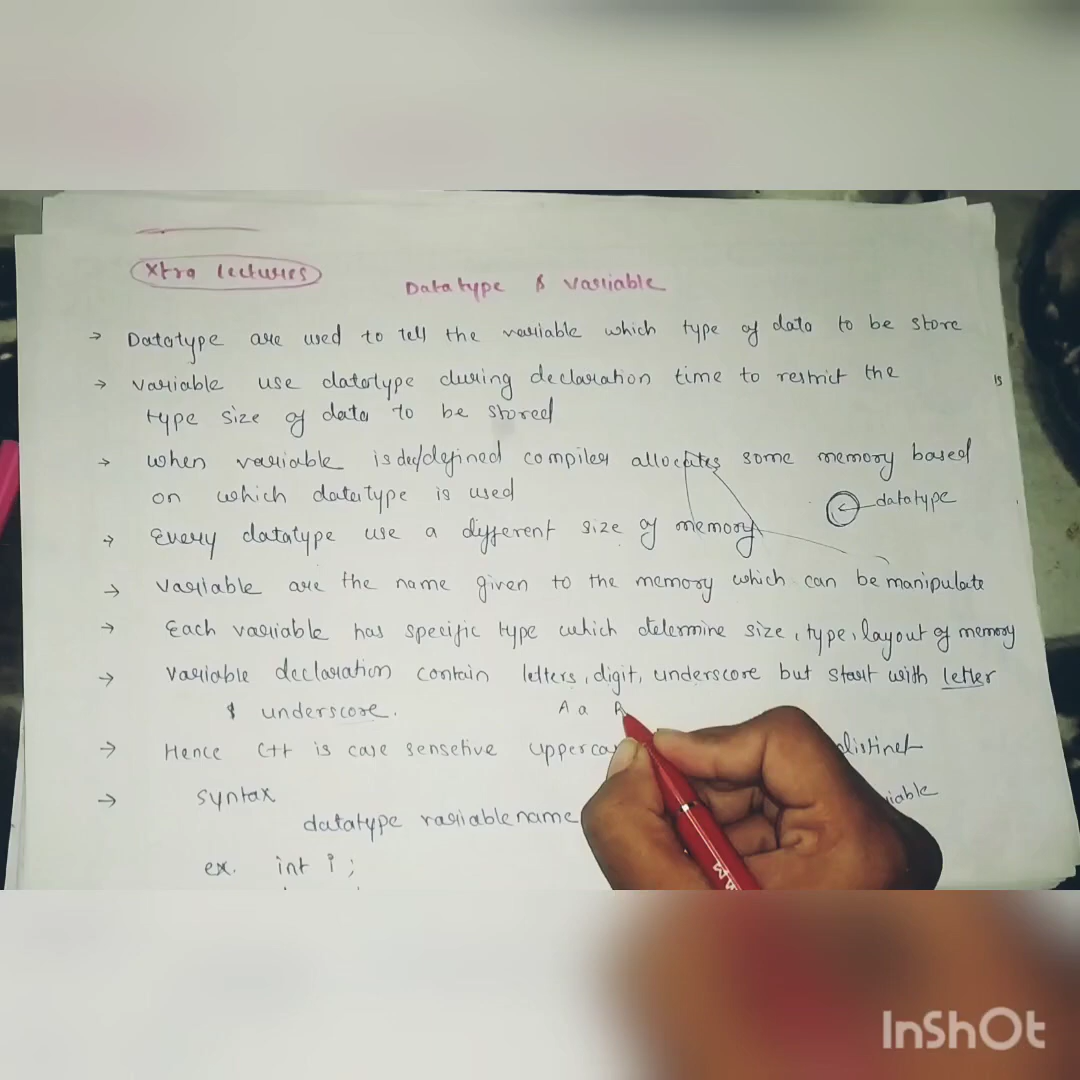 Xtra lectures
Datatype & Variable
→ Datatype are used to tell the variable which type of data to be store
→ Variable use datatype during declaration time to restrict the
type size of data to be stored
→ When variable is dec/defined compiler allocates some memory based
on which datatype is used
datatype
→ Every datatype use a different size of memory
→ Variable are the name given to the memory which can be manipulate
→ Each variable has specific type which determine size, type, layout of memory
→ Variable declaration contain letters, digit, underscore but start with letter
& underscore.
A a
→ Hence C++ is case sensetive distinct
→ Syntax
datatype variablename
ex. int i;
InShOt